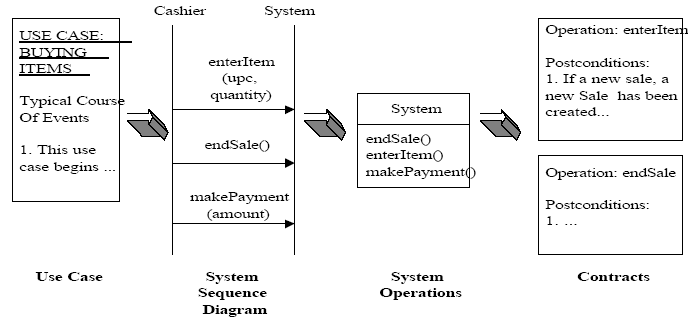 Cashier
System
USE CASE:
BUYING
ITEMS
Typical Course
Of Events
1. This use
case begins ...
enterItem
(upc,
quantity)
endSale()
makePayment
(amount)
System
endSale()
enterItem()
makePayment()
Operation: enterItem
Postconditions:
1. If a new sale, a
new Sale has been
created...
Operation: endSale
Postconditions:
1. ...
Use Case
System
Sequence
Diagram
System
Operations
Contracts